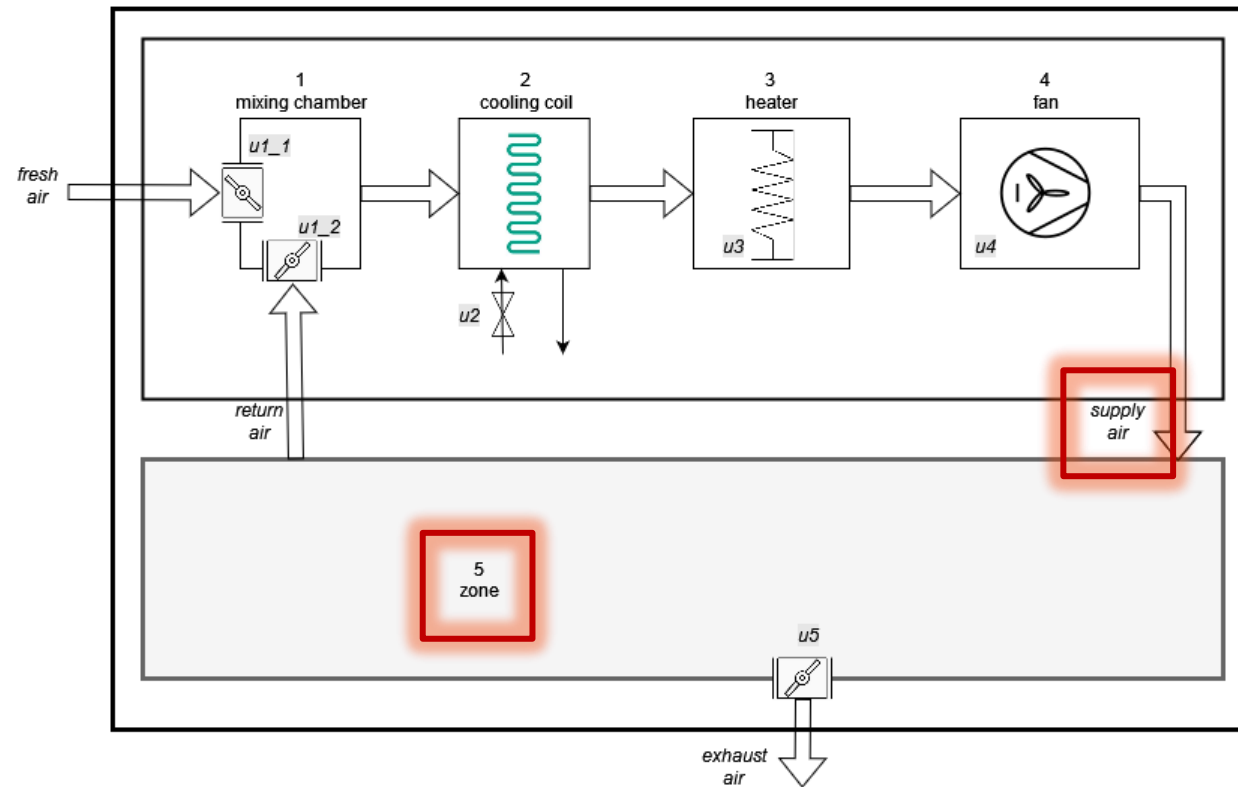 1
mixing chamber
2
cooling coil
3
heater
4
fan
u1_1
fresh
air
u1_2
u3
u4
u2
return
air
supply
air
5
zone
u5
exhaust
air